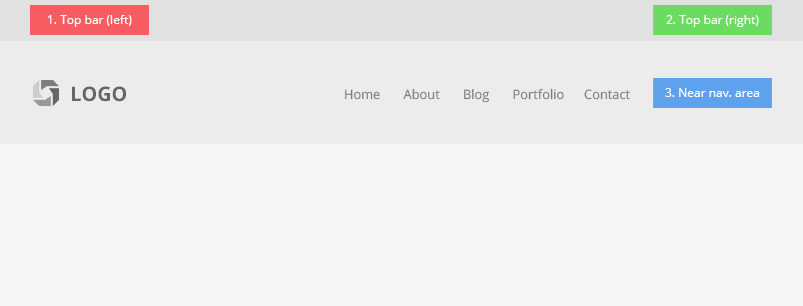 1. Top bar (left)
2. Top bar (right)
LOGO
Home
About
Blog
Portfolio
Contact
3. Near nav. area